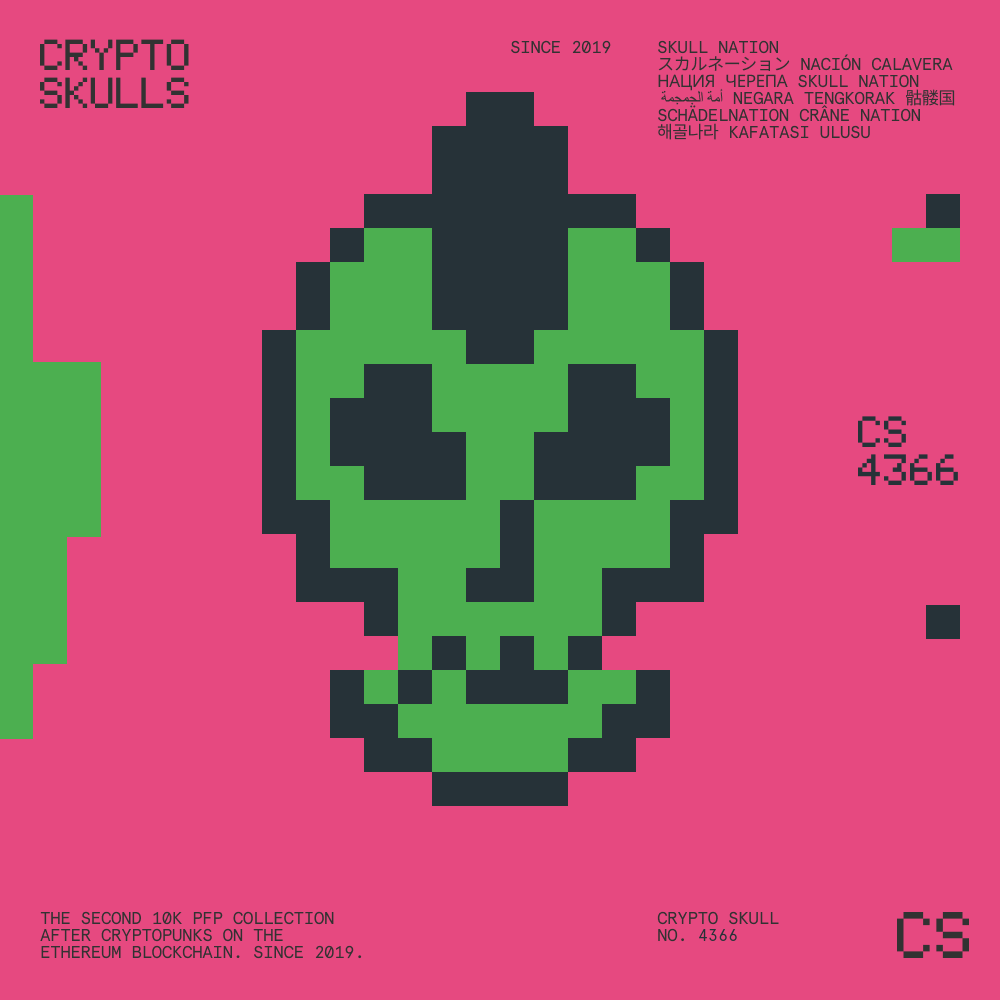 CRYPTO
SKULLS
SINCE 2019
SKULL NATION
スカルネーション NACIÓN CALAVERA
НАЦИЯ ЧЕРЕПА SKULL NATION
أمة الجمجمة NEGARA TENGKORAK 骷髅国
SCHÄDELNATION CRÂNE NATION
해골나라 KAFATASI ULUSU
CS
4366
THE SECOND 10K PFP COLLECTION
AFTER CRYPTOPUNKS ON THE
ETHEREUM BLOCKCHAIN. SINCE 2019.
CRYPTO SKULL
NO. 4366
CS